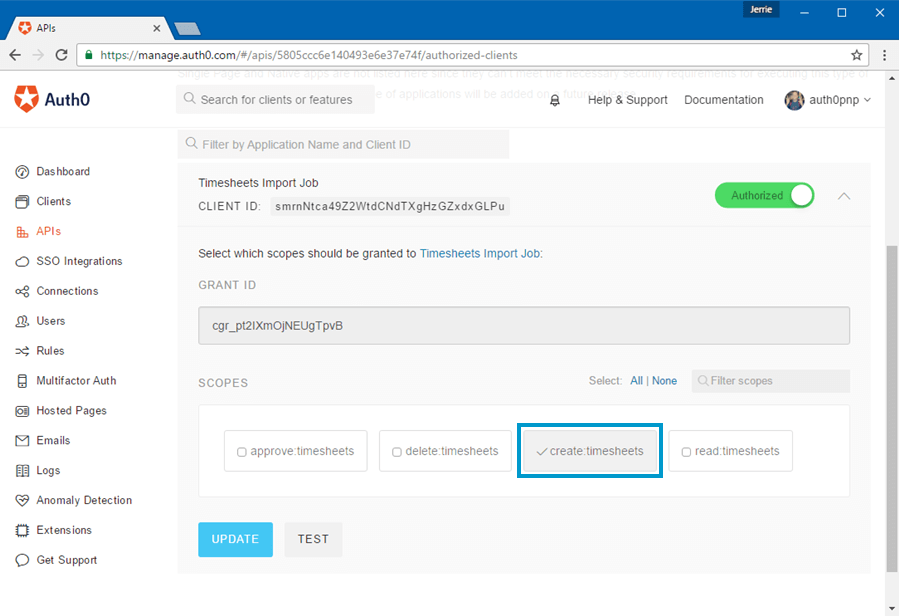 Jerrie
APIs
https://manage.auth0.com/#/apis/5805ccc6e140493e6e37e74f/authorized-clients
Single Page and Native apps are not listed here since they can't meet the necessary security requirements for executing this type of
Auth0
Search for clients or features
e of applications will be added on a future release
Help & Support
Documentation
auth0pnp
Filter by Application Name and Client ID
Dashboard
Clients
APIs
SSO Integrations
Connections
Users
Rules
Multifactor Auth
Hosted Pages
Emails
Logs
Anomaly Detection
Extensions
Get Support
Timesheets Import Job
CLIENT ID: smrnNtca49Z2WtdCNdTXgHzGZxdxGLPu
Authorized
Select which scopes should be granted to Timesheets Import Job:
GRANT ID
cgr_pt2IXmOjNEUgTpvB
SCOPES
Select: All | None
Filter scopes
approve:timesheets
delete:timesheets
create:timesheets
read:timesheets
UPDATE
TEST